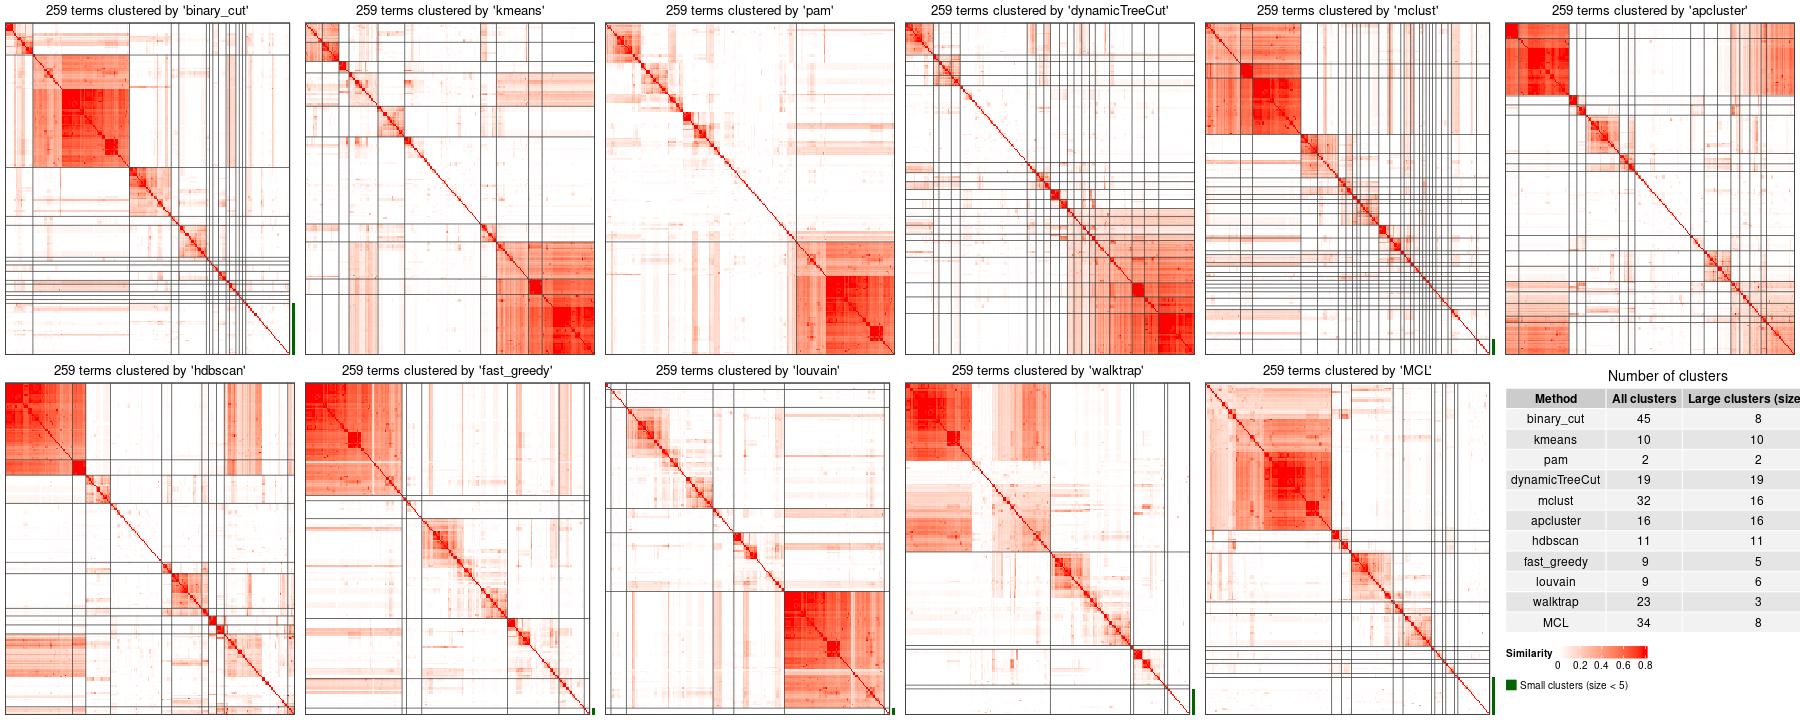 259 terms clustered by 'binary_cut'
259 terms clustered by 'kmeans'
259 terms clustered by 'pam'
259 terms clustered by 'dynamicTreeCut'
259 terms clustered by 'mclust'
259 terms clustered by 'apcluster'
259 terms clustered by 'hdbscan'
259 terms clustered by 'fast_greedy'
259 terms clustered by 'louvain'
259 terms clustered by 'walktrap'
259 terms clustered by 'MCL'
Number of clusters
Method All clusters Large clusters (size
binary_cut 45 8
kmeans 10 10
pam 2 2
dynamicTreeCut 19 19
mclust 32 16
apcluster 16 16
hdbscan 11 11
fast_greedy 9 5
louvain 9 6
walktrap 23 3
MCL 34 8
Similarity
0 0.2 0.4 0.6 0.8
Small clusters (size < 5)